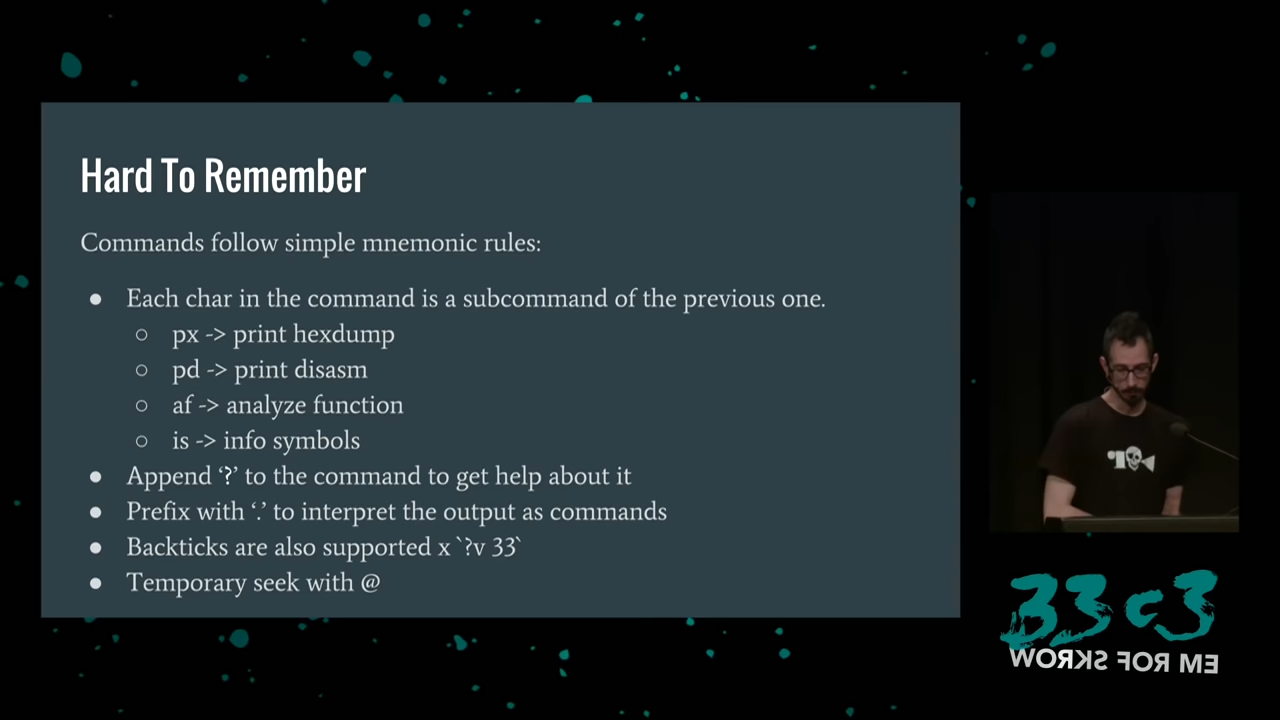 Hard To Remember
Commands follow simple mnemonic rules:
● Each char in the command is a subcommand of the previous one.
○ px -> print hexdump
○ pd -> print disasm
○ af -> analyze function
○ is -> info symbols
● Append ‘?’ to the command to get help about it
● Prefix with ‘.’ to interpret the output as commands
● Backticks are also supported x `?v 33`
● Temporary seek with @
33c3
WORKS FOR ME